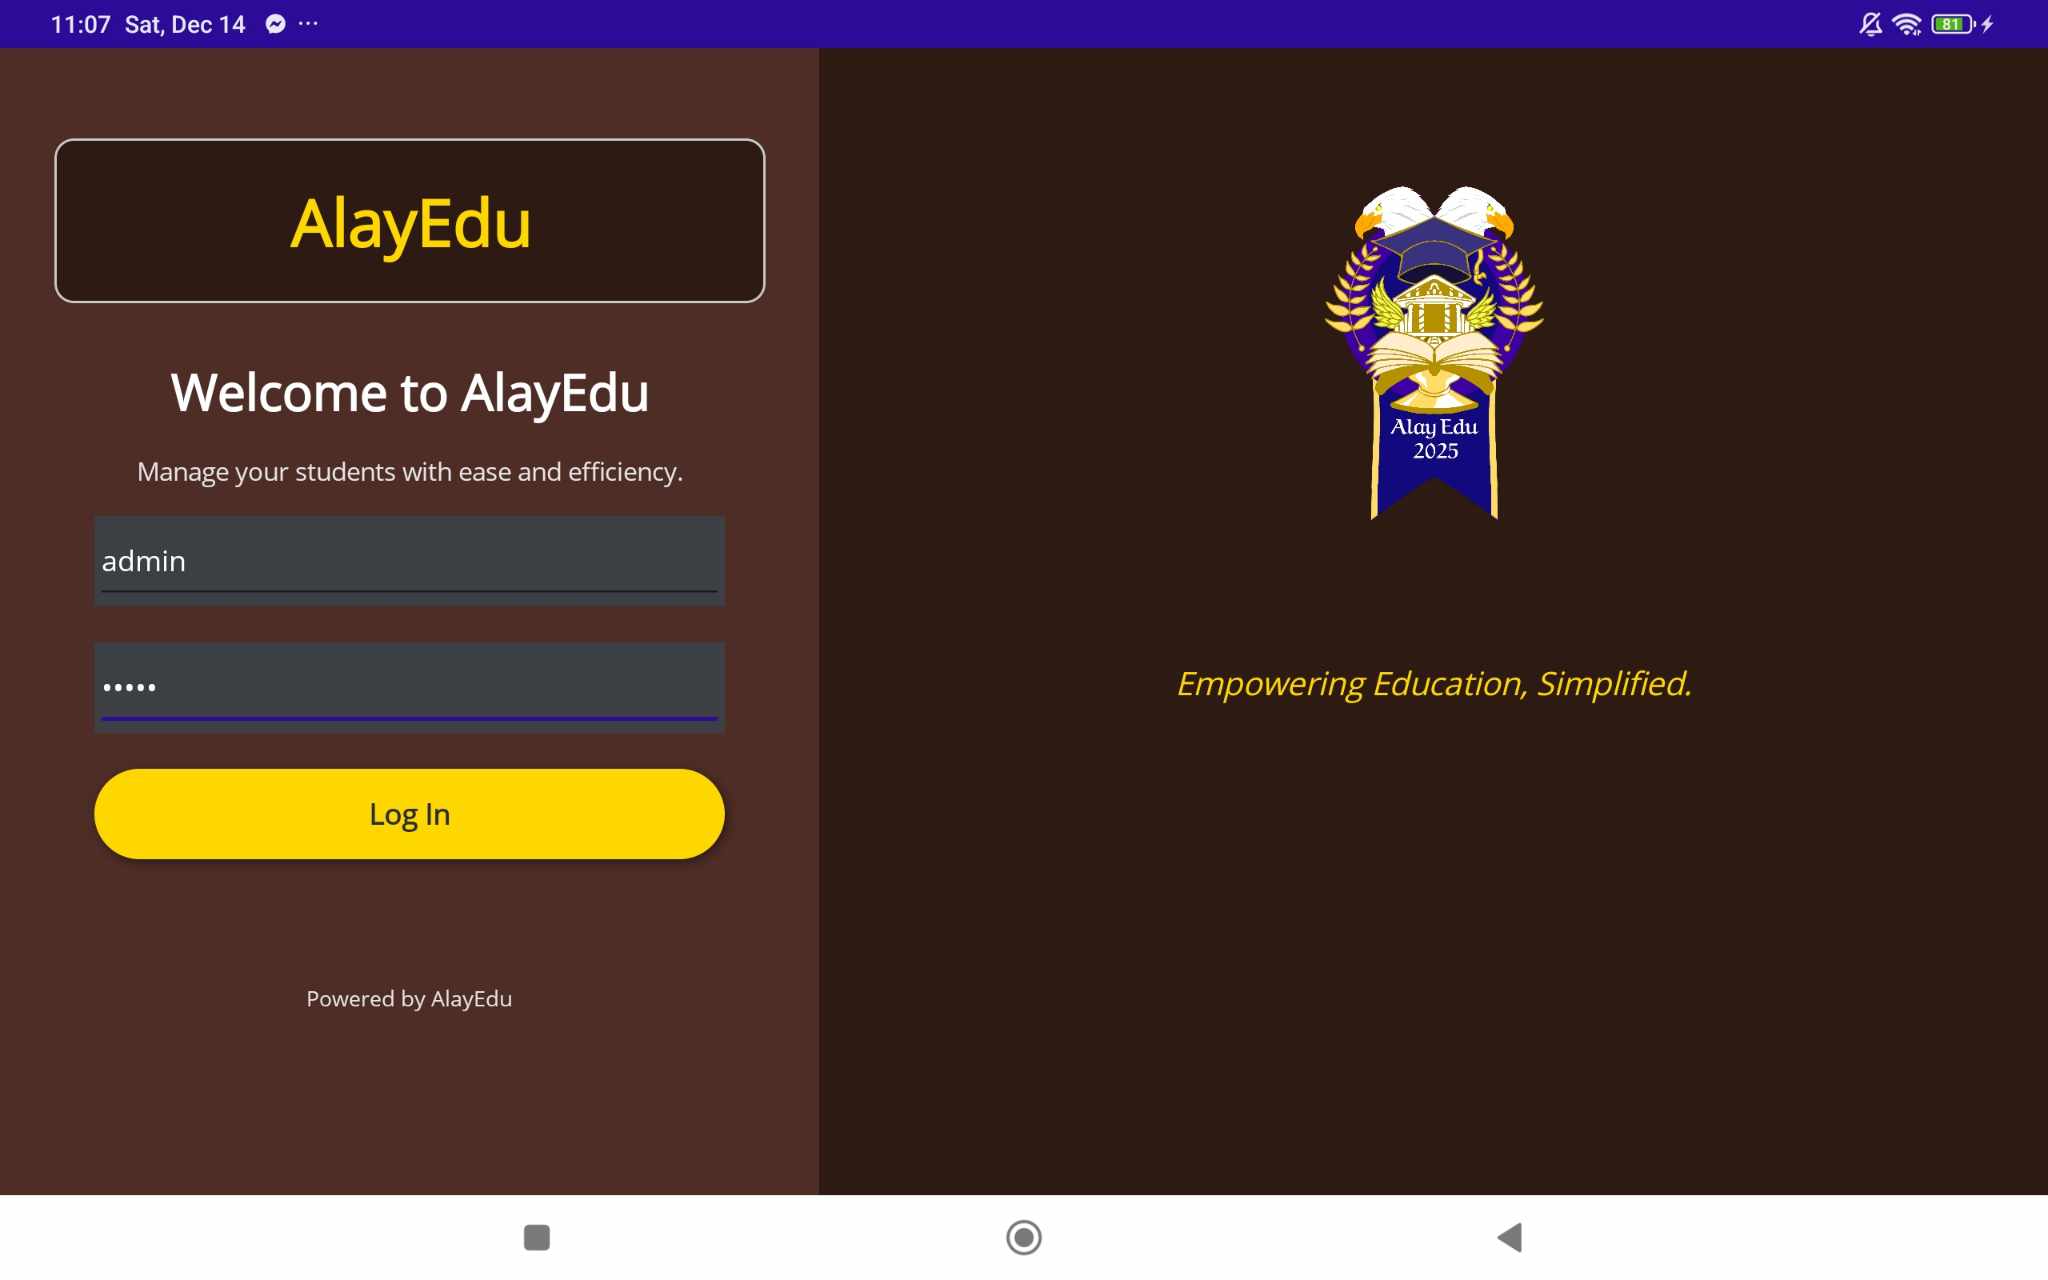 11:07 Sat, Dec 14 ...
81
AlayEdu
Welcome to AlayEdu
Manage your students with ease and efficiency.
admin
•••••
Log In
Powered by AlayEdu
Alay Edu
2025
Empowering Education, Simplified.